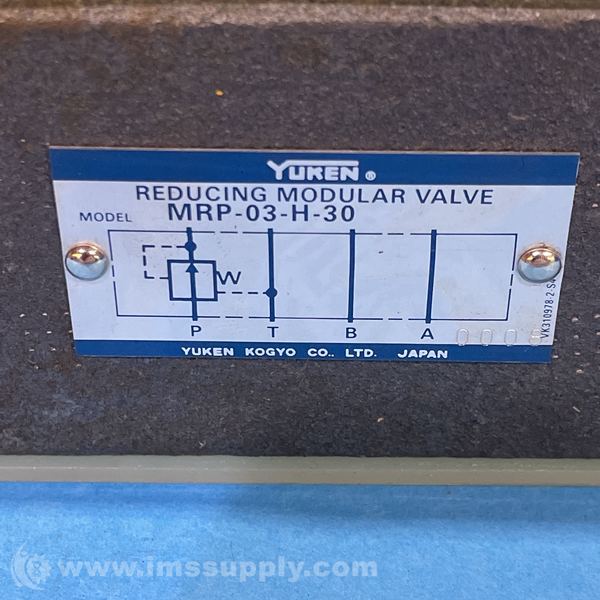 YUKEN ®
REDUCING MODULAR VALVE
MODEL MRP-03-H-30
W
P T B A
YUKEN KOGYO CO., LTD. JAPAN
www.imssupply.com